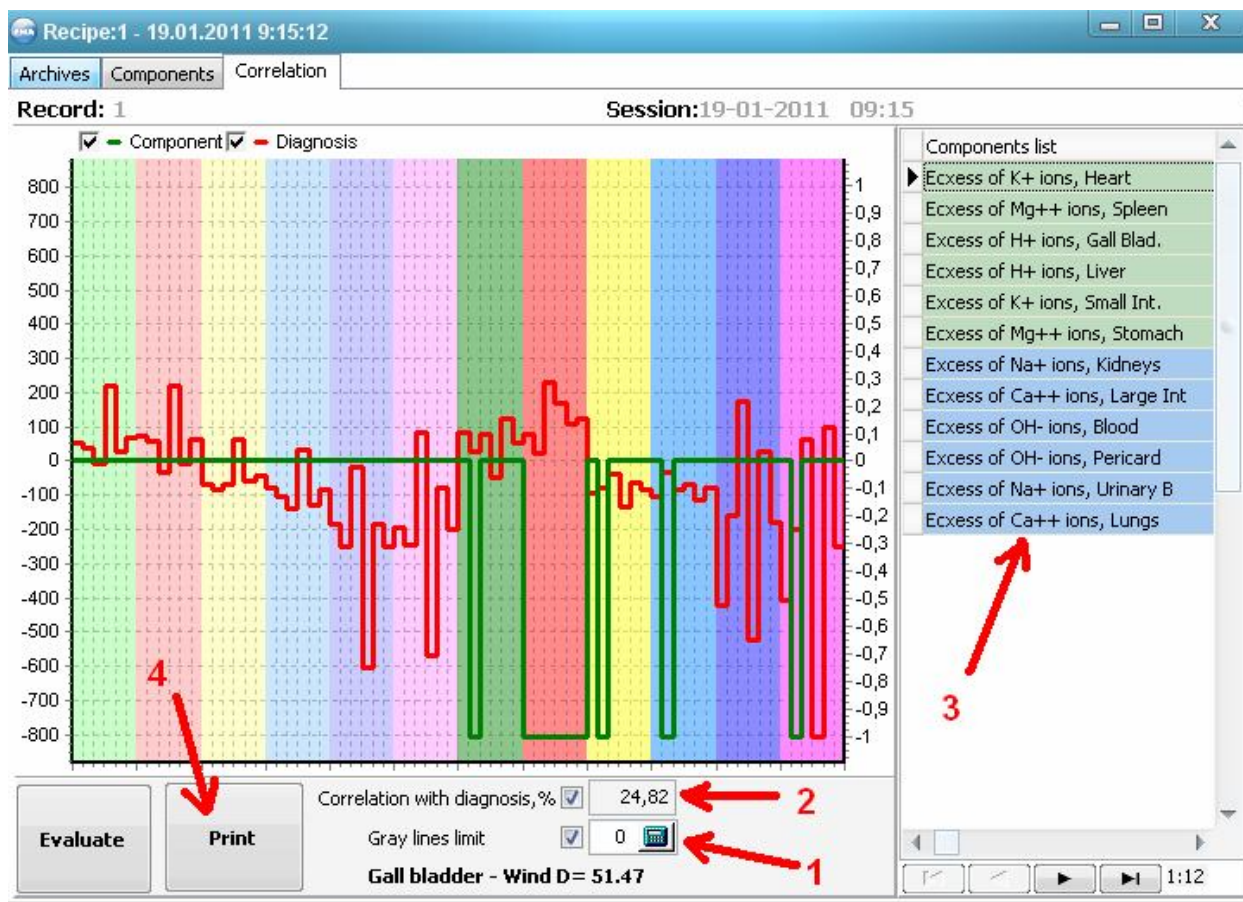 Recipe:1 - 19.01.2011 9:15:12
Archives Components Correlation
Record: 1 Session:19-01-2011 09:15
Component Diagnosis
800
700
600
500
400
300
200
100
0
-100
-200
-300
-400
-500
-600
-700
-800
1
0,9
0,8
0,7
0,6
0,5
0,4
0,3
0,2
0,1
0
-0,1
-0,2
-0,3
-0,4
-0,5
-0,6
-0,7
-0,8
-0,9
-1
Components list
Ecxess of K+ ions, Heart
Ecxess of Mg++ ions, Spleen
Excess of H+ ions, Gall Blad.
Ecxess of H+ ions, Liver
Excess of K+ ions, Small Int.
Ecxess of Mg++ ions, Stomach
Excess of Na+ ions, Kidneys
Ecxess of Ca++ ions, Large Int
Excess of OH- ions, Blood
Excess of OH- ions, Pericard
Excess of Na+ ions, Urinary B
Ecxess of Ca++ ions, Lungs
4
3
Evaluate
Print
Correlation with diagnosis,% 24,82 2
Gray lines limit 0 1
Gall bladder - Wind D= 51.47
1:12